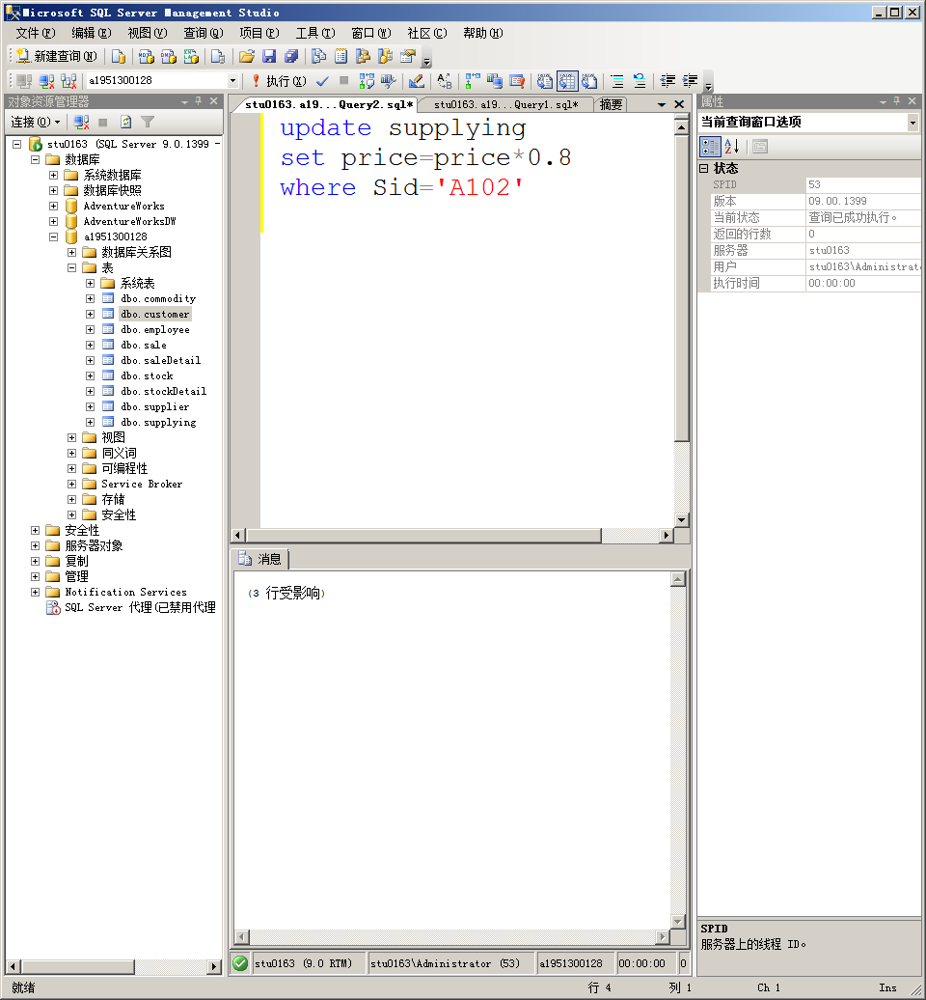 Microsoft SQL Server Management Studio
文件(F) 编辑(E) 视图(V) 查询(Q) 项目(P) 工具(T) 窗口(W) 社区(C) 帮助(H)
新建查询(N)
a1951300128 执行(X)
对象资源管理器
连接(O)
stu0163 (SQL Server 9.0.1399 -
数据库
系统数据库
数据库快照
AdventureWorks
AdventureWorksDW
a1951300128
数据库关系图
表
系统表
dbo.commodity
dbo.customer
dbo.employee
dbo.sale
dbo.saleDetail
dbo.stock
dbo.stockDetail
dbo.supplier
dbo.supplying
视图
同义词
可编程性
Service Broker
存储
安全性
安全性
服务器对象
复制
管理
Notification Services
SQL Server 代理(已禁用代理
stu0163.a19...Query2.sql* stu0163.a19...Query1.sql* 摘要
update supplying
set price=price*0.8
where Sid='A102'
消息
(3 行受影响)
stu0163 (9.0 RTM) stu0163\Administrator (53) a1951300128 00:00:00 0
属性
当前查询窗口选项
状态
SPID 53
版本 09.00.1399
当前状态 查询已成功执行。
返回的行数 0
服务器 stu0163
用户 stu0163\Administrato
执行时间 00:00:00
SPID
服务器上的线程 ID。
就绪 行 4 列 1 Ch 1 Ins